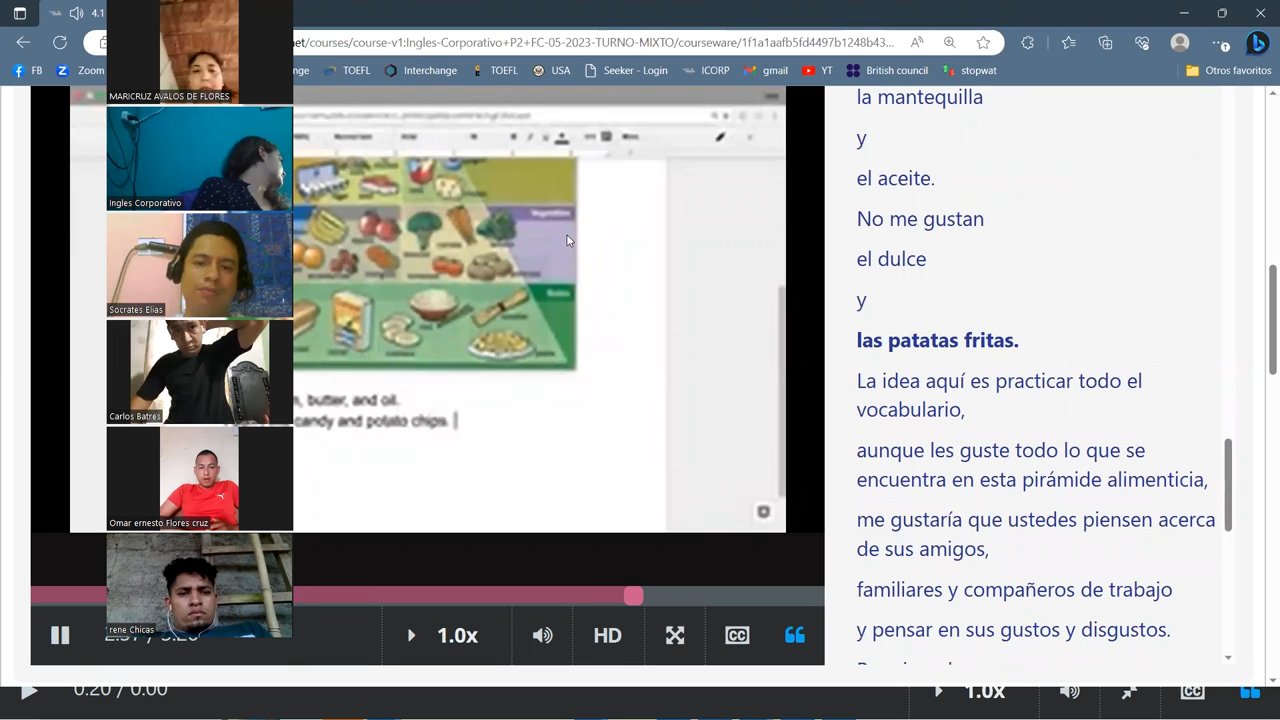 4.1
net/courses/course-v1:Ingles-Corporativo+P2+FC-05-2023-TURNO-MIXTO/courseware/1f1a1aafb5fd4497b1248b43...
FB
Zoom
nge
TOEFL
Interchange
TOEFL
USA
Seeker - Login
ICORP
gmail
YT
British council
stopwat
Otros favoritos
MARICRUZ AVALOS DE FLORES
Ingles Corporativo
Socrates Elias
Carlos Batres
Omar ernesto Flores cruz
rene Chicas
butter, and oil.
candy and potato chips.
la mantequilla
y
el aceite.
No me gustan
el dulce
y
las patatas fritas.
La idea aquí es practicar todo el
vocabulario,
aunque les guste todo lo que se
encuentra en esta pirámide alimenticia,
me gustaría que ustedes piensen acerca
de sus amigos,
familiares y compañeros de trabajo
y pensar en sus gustos y disgustos.
1.0x
HD
CC
0:20 / 0:00
1.0x
CC